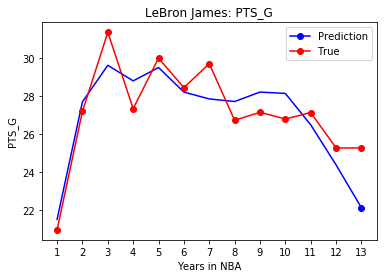 LeBron James: PTS_G
Prediction
True
PTS_G
30
28
26
24
22
1 2 3 4 5 6 7 8 9 10 11 12 13
Years in NBA